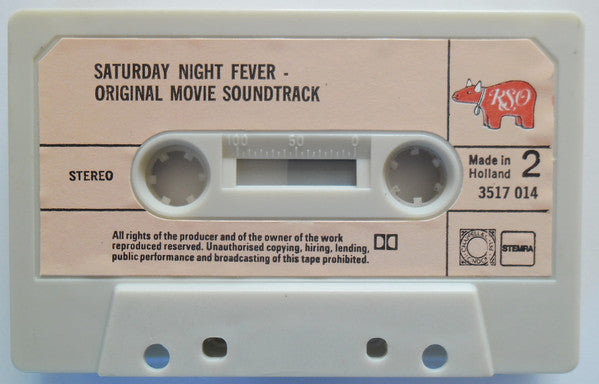 SATURDAY NIGHT FEVER -
ORIGINAL MOVIE SOUNDTRACK
RSO
100 50 0
STEREO
Made in
Holland 2
3517 014
All rights of the producer and of the owner of the work
reproduced reserved. Unauthorised copying, hiring, lending,
public performance and broadcasting of this tape prohibited.
STEMRA